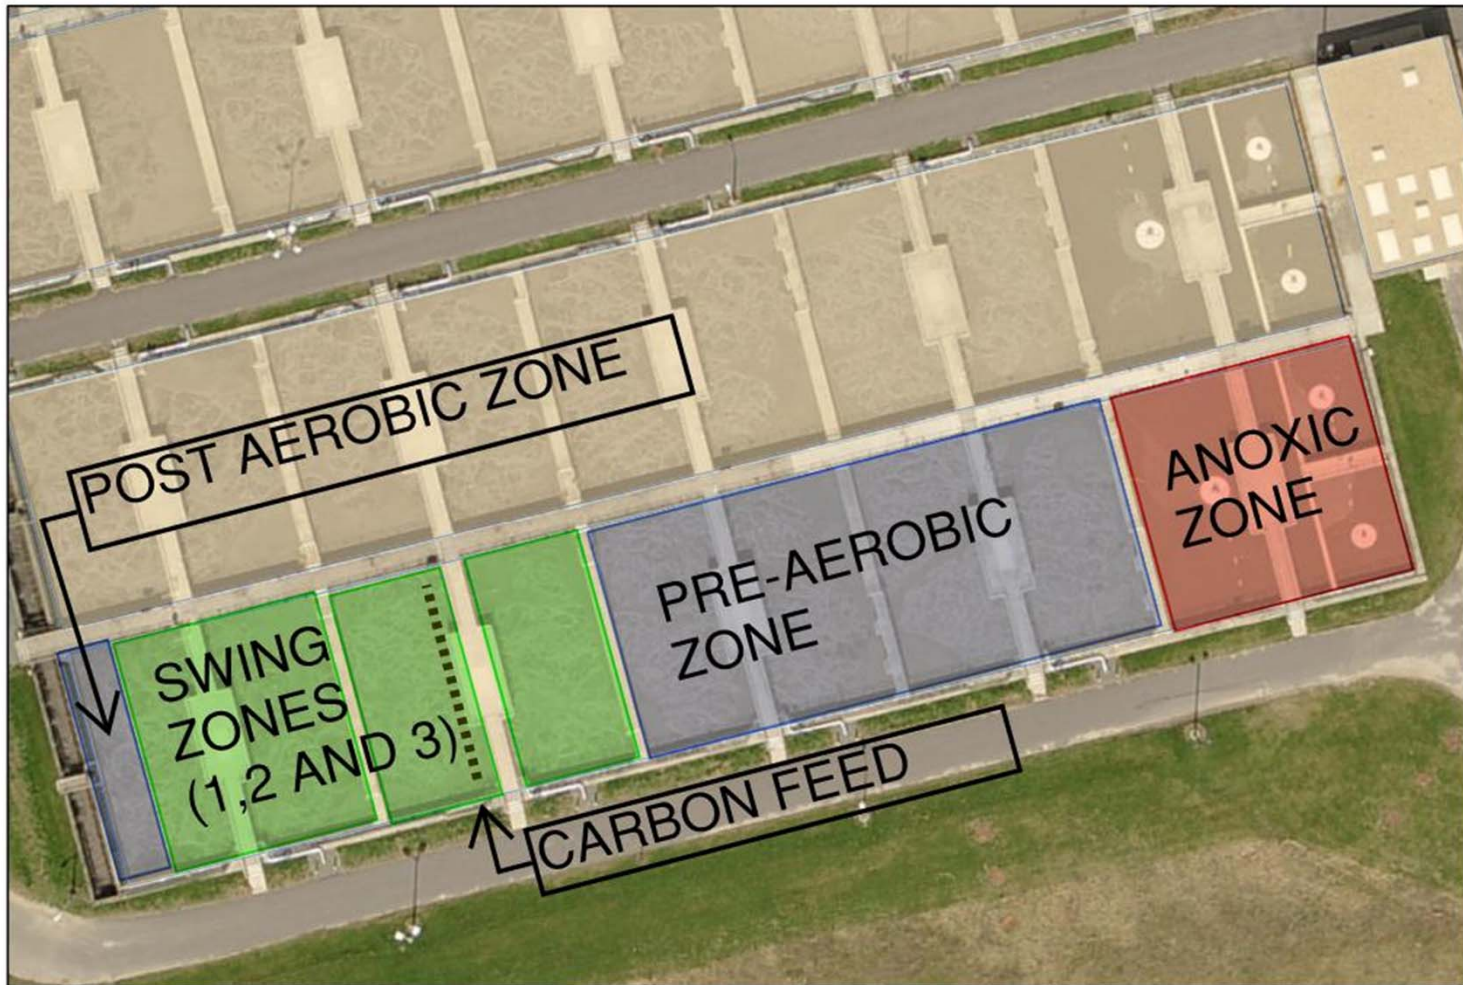 POST AEROBIC ZONE
ANOXIC
ZONE
PRE-AEROBIC
ZONE
SWING
ZONES
(1,2 AND 3)
CARBON FEED